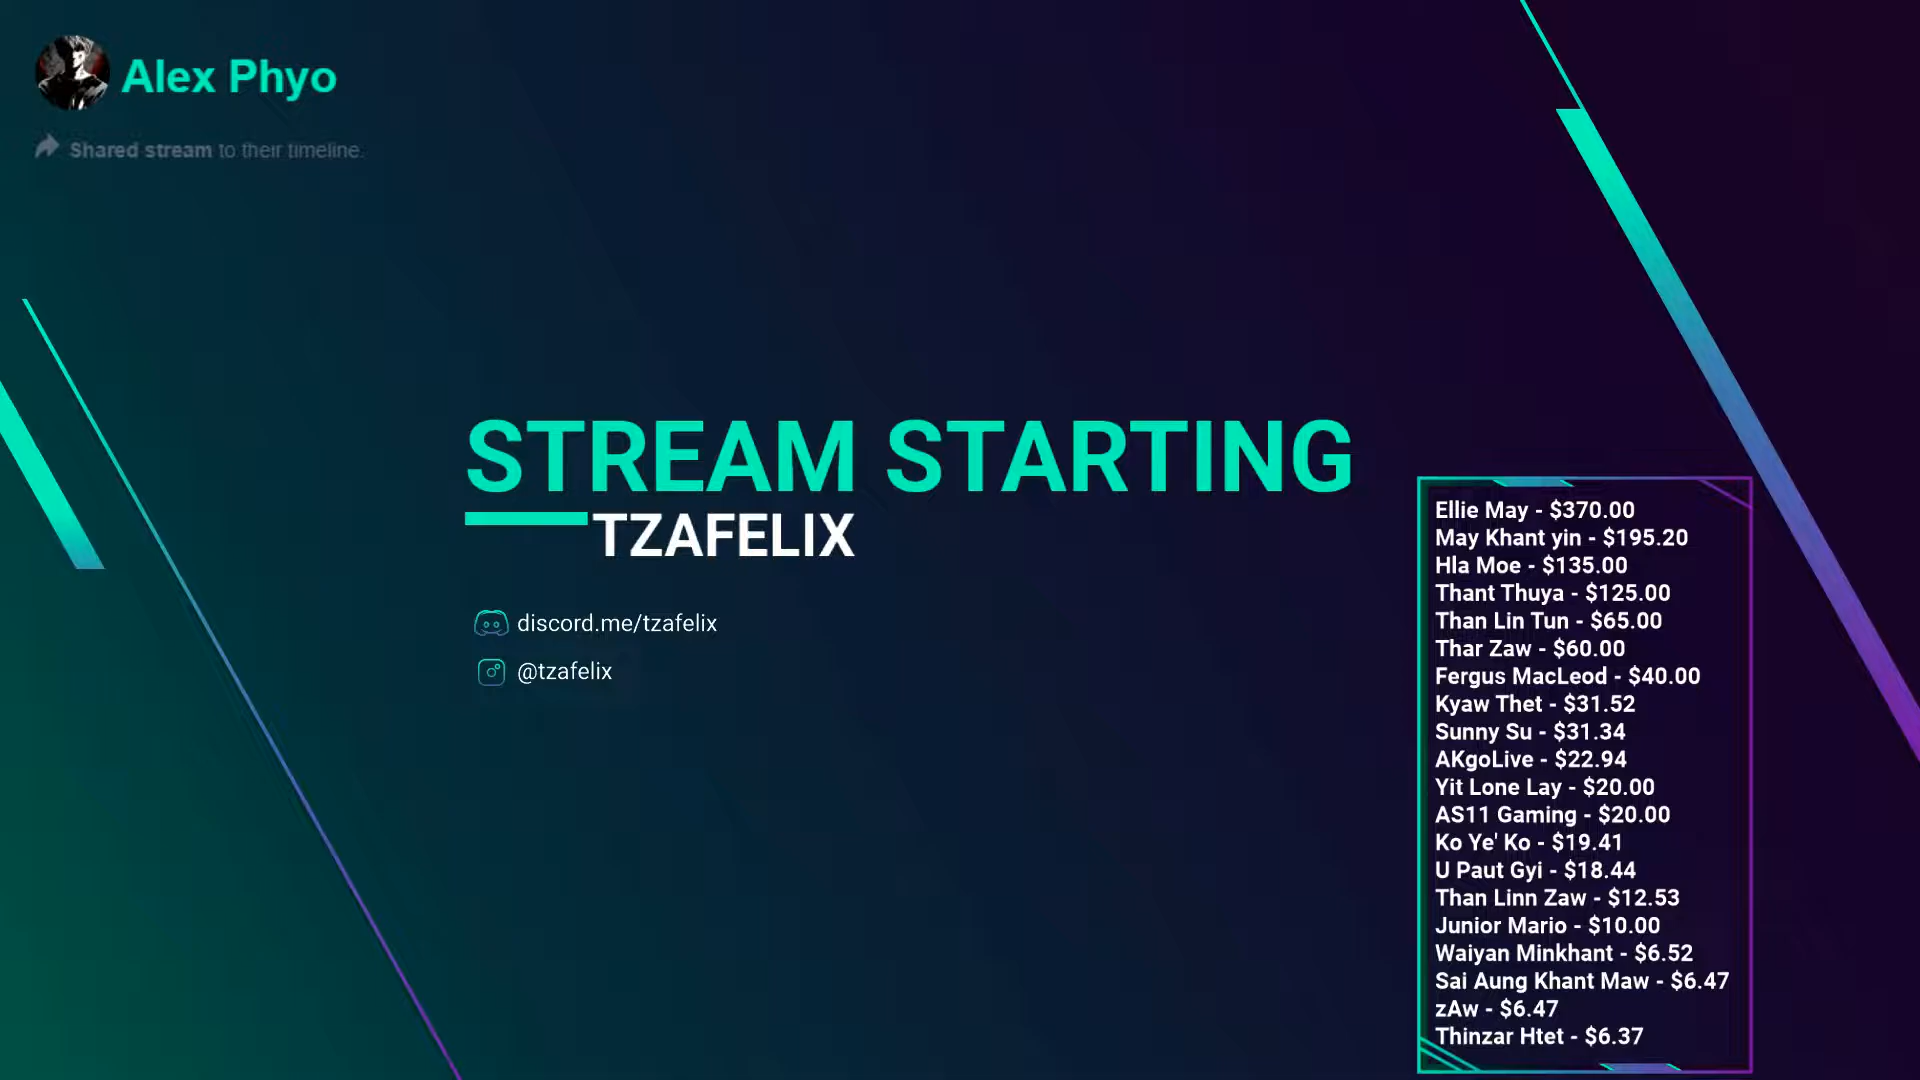 Alex Phyo
Shared stream to their timeline.
STREAM STARTING
TZAFELIX
discord.me/tzafelix
@tzafelix
Ellie May - $370.00
May Khant yin - $195.20
Hla Moe - $135.00
Thant Thuya - $125.00
Than Lin Tun - $65.00
Thar Zaw - $60.00
Fergus MacLeod - $40.00
Kyaw Thet - $31.52
Sunny Su - $31.34
AKgoLive - $22.94
Yit Lone Lay - $20.00
AS11 Gaming - $20.00
Ko Ye' Ko - $19.41
U Paut Gyi - $18.44
Than Linn Zaw - $12.53
Junior Mario - $10.00
Waiyan Minkhant - $6.52
Sai Aung Khant Maw - $6.47
zAw - $6.47
Thinzar Htet - $6.37